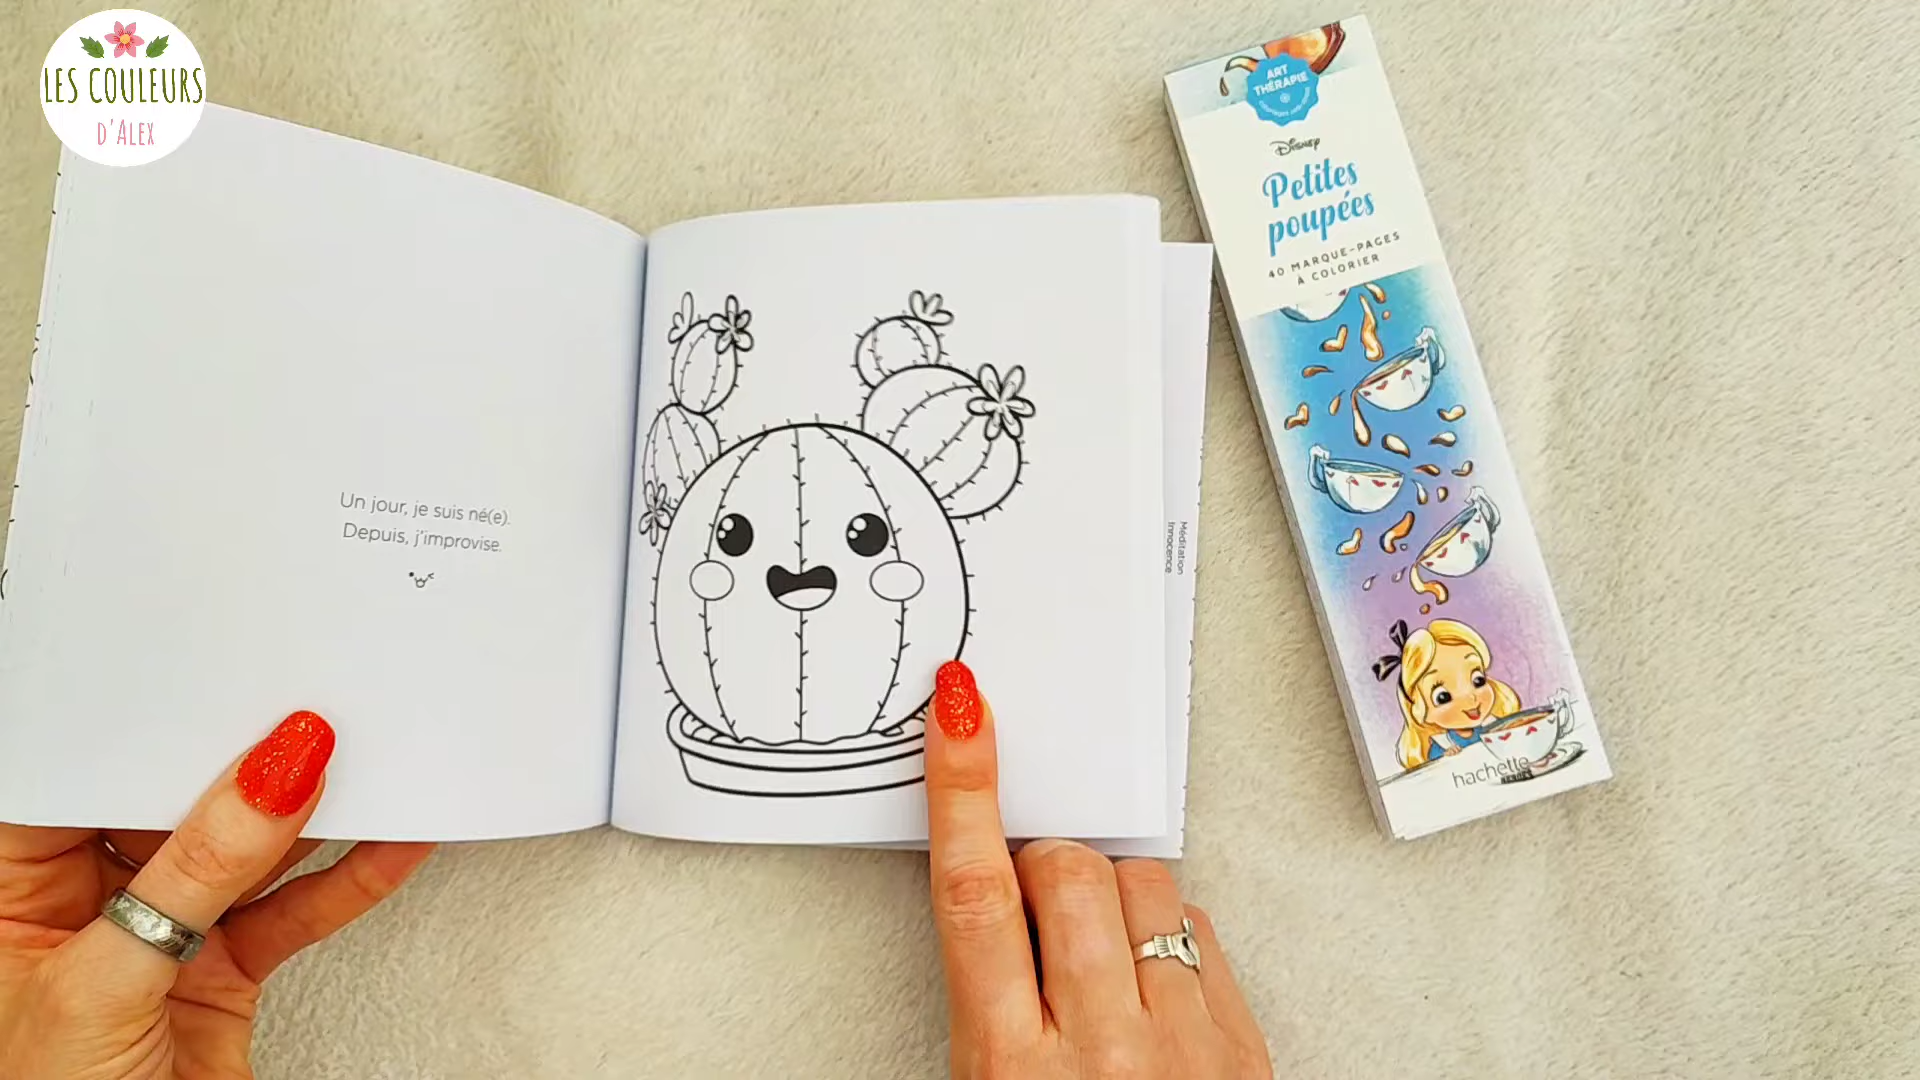 LES COULEURS
d'ALEX
Un jour, je suis né(e).
Depuis, j'improvise.
Méditation
Innocence
ART
THÉRAPIE
Disney
Petites
poupées
40 MARQUE-PAGES
À COLORIER
hachette